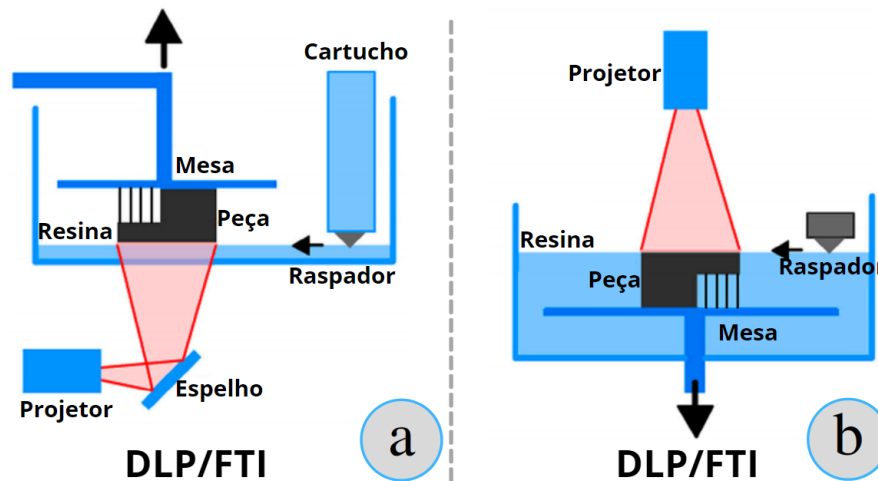 Cartucho
Mesa
Resina
Peça
Raspador
Espelho
Projetor
a
DLP/FTI
Projetor
Resina
Raspador
Peça
Mesa
b
DLP/FTI